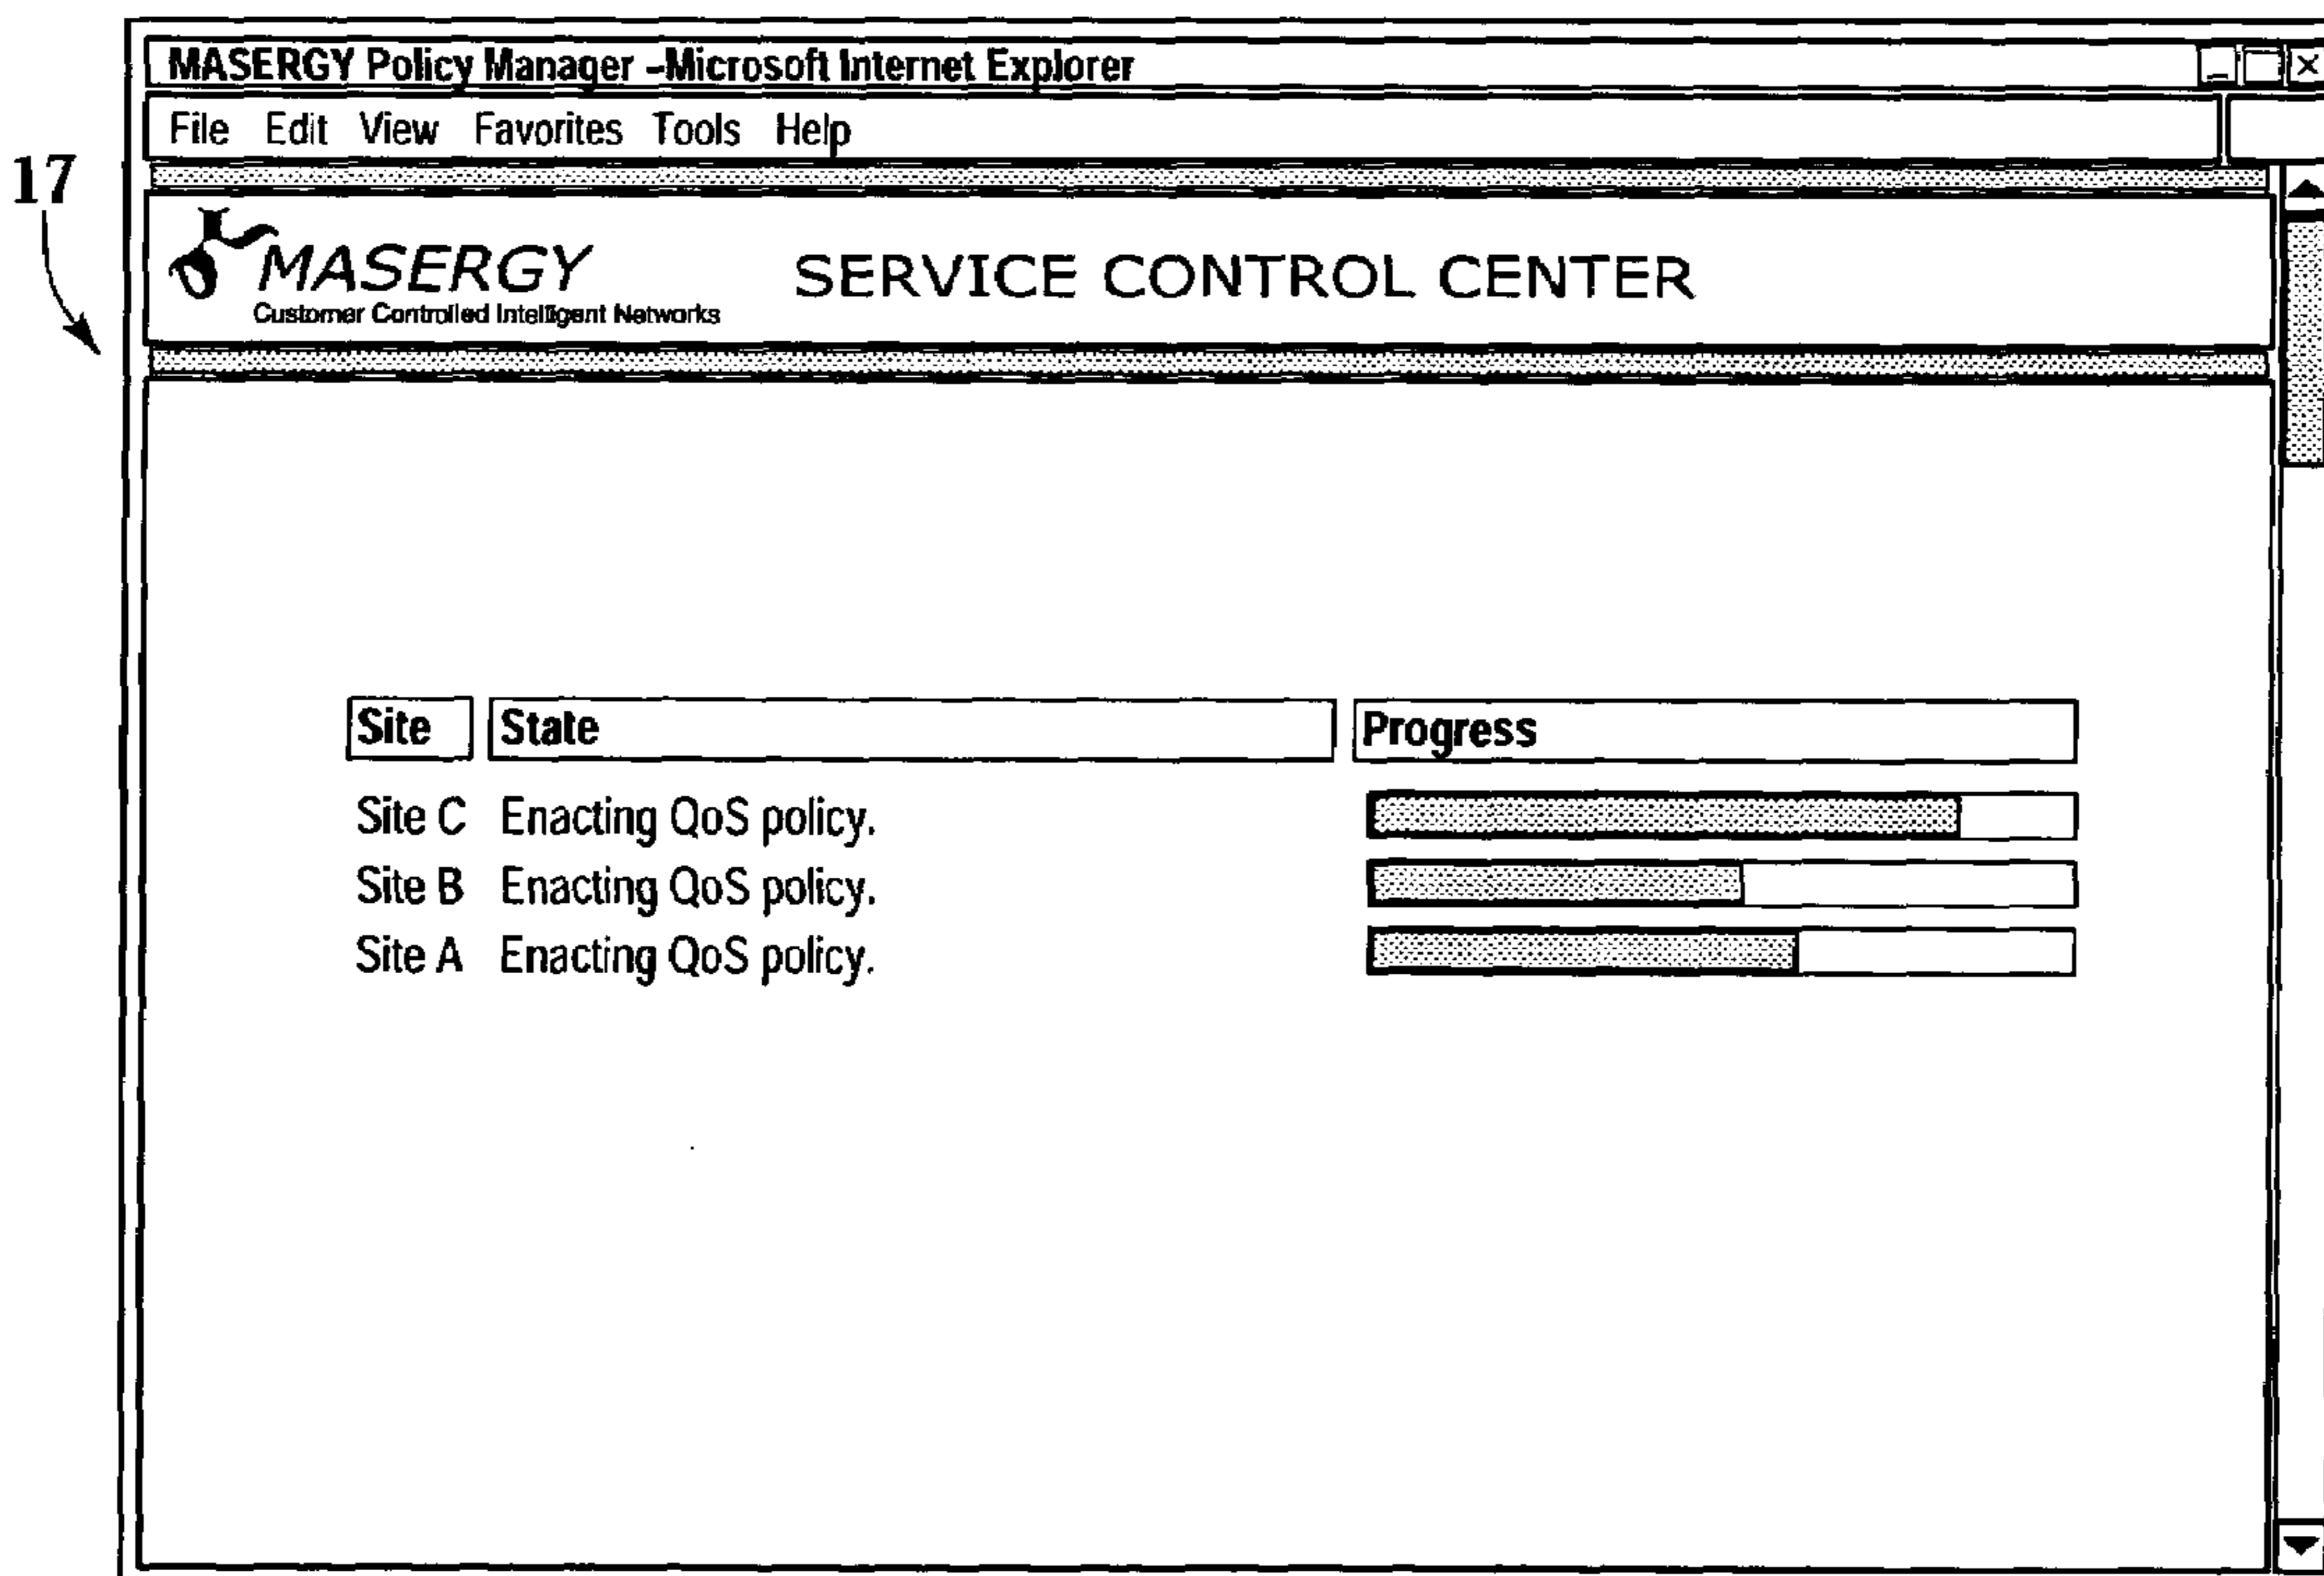 MASERGY Policy Manager –Microsoft Internet Explorer
File Edit View Favorites Tools Help
17
MASERGY
Customer Controlled Intelligent Networks
SERVICE CONTROL CENTER
Site State Progress
Site C Enacting QoS policy.
Site B Enacting QoS policy.
Site A Enacting QoS policy.